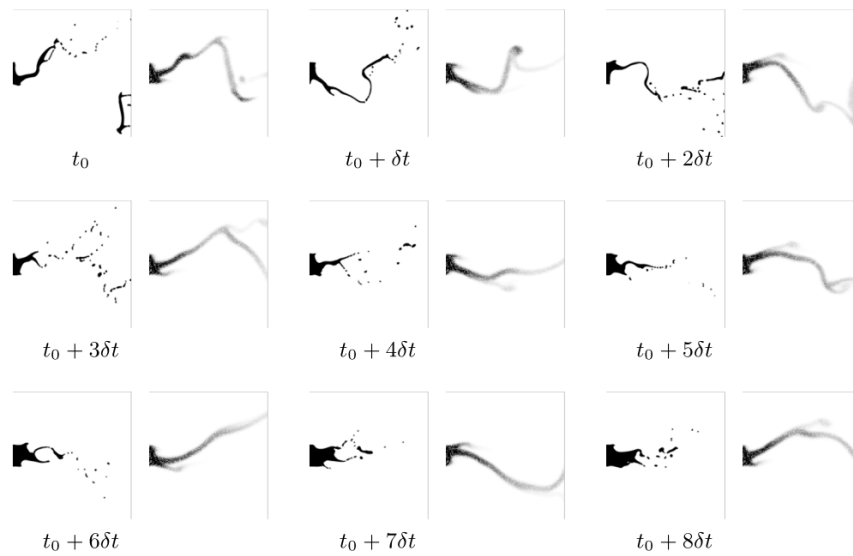 t₀ t₀ + δt t₀ + 2δt
t₀ + 3δt t₀ + 4δt t₀ + 5δt
t₀ + 6δt t₀ + 7δt t₀ + 8δt